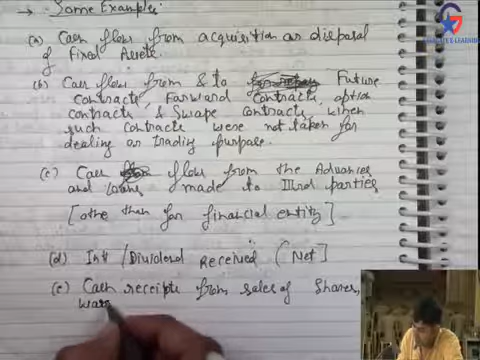 → Some Examples
(a) Cash flow from acquisition or disposal
of Fixed Assets.
(b) Cash flow from & to Future
Contracts Forward Contracts, option
Contracts & Swaps Contracts when
such Contracts were not taken for
dealing or trading purpose.
(c) Cash flow from the Advances
and Loans made to IIIrd parties
[othe than for financial entity]
(d) Int / Dividend Received (Net]
(e) Cash receipts from sales of Shares,